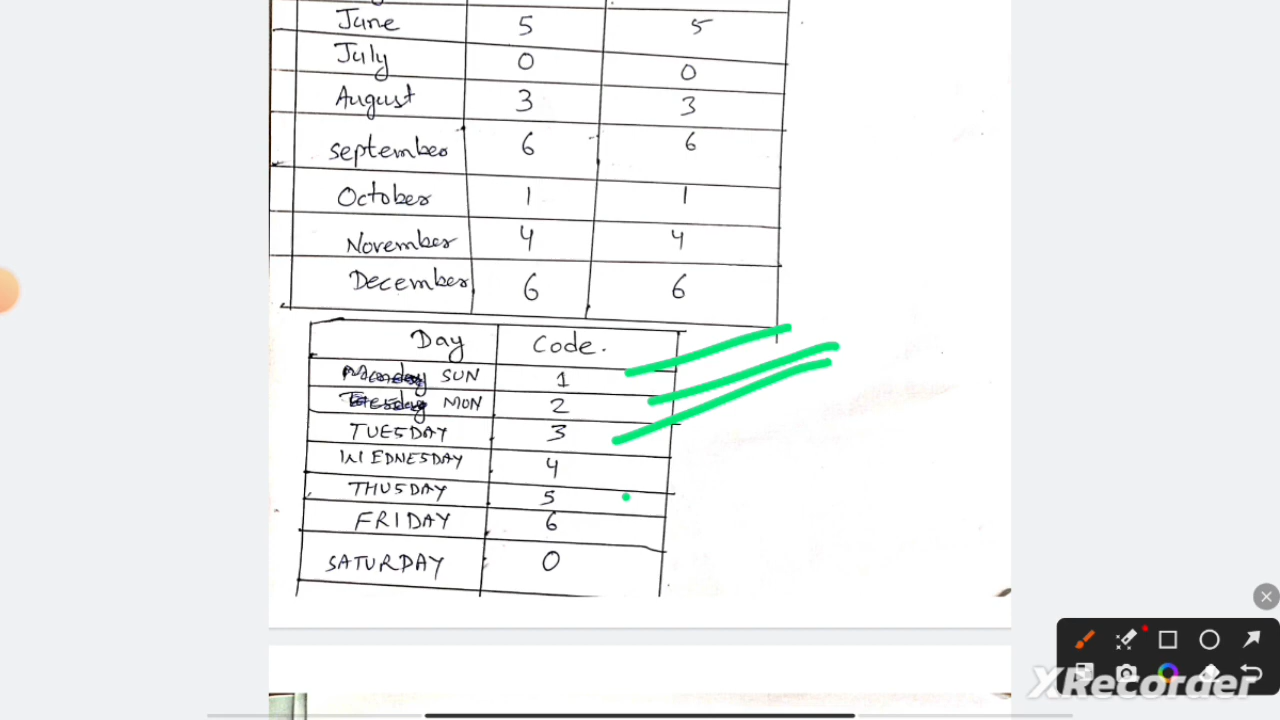 June 5 5
July 0 0
August 3 3
September 6 6
October 1 1
November 4 4
December 6 6
Day Code.
Monday SUN 1
Tuesday MON 2
TUESDAY 3
WEDNESDAY 4
THUSDAY 5
FRIDAY 6
SATURDAY 0
XRecorder